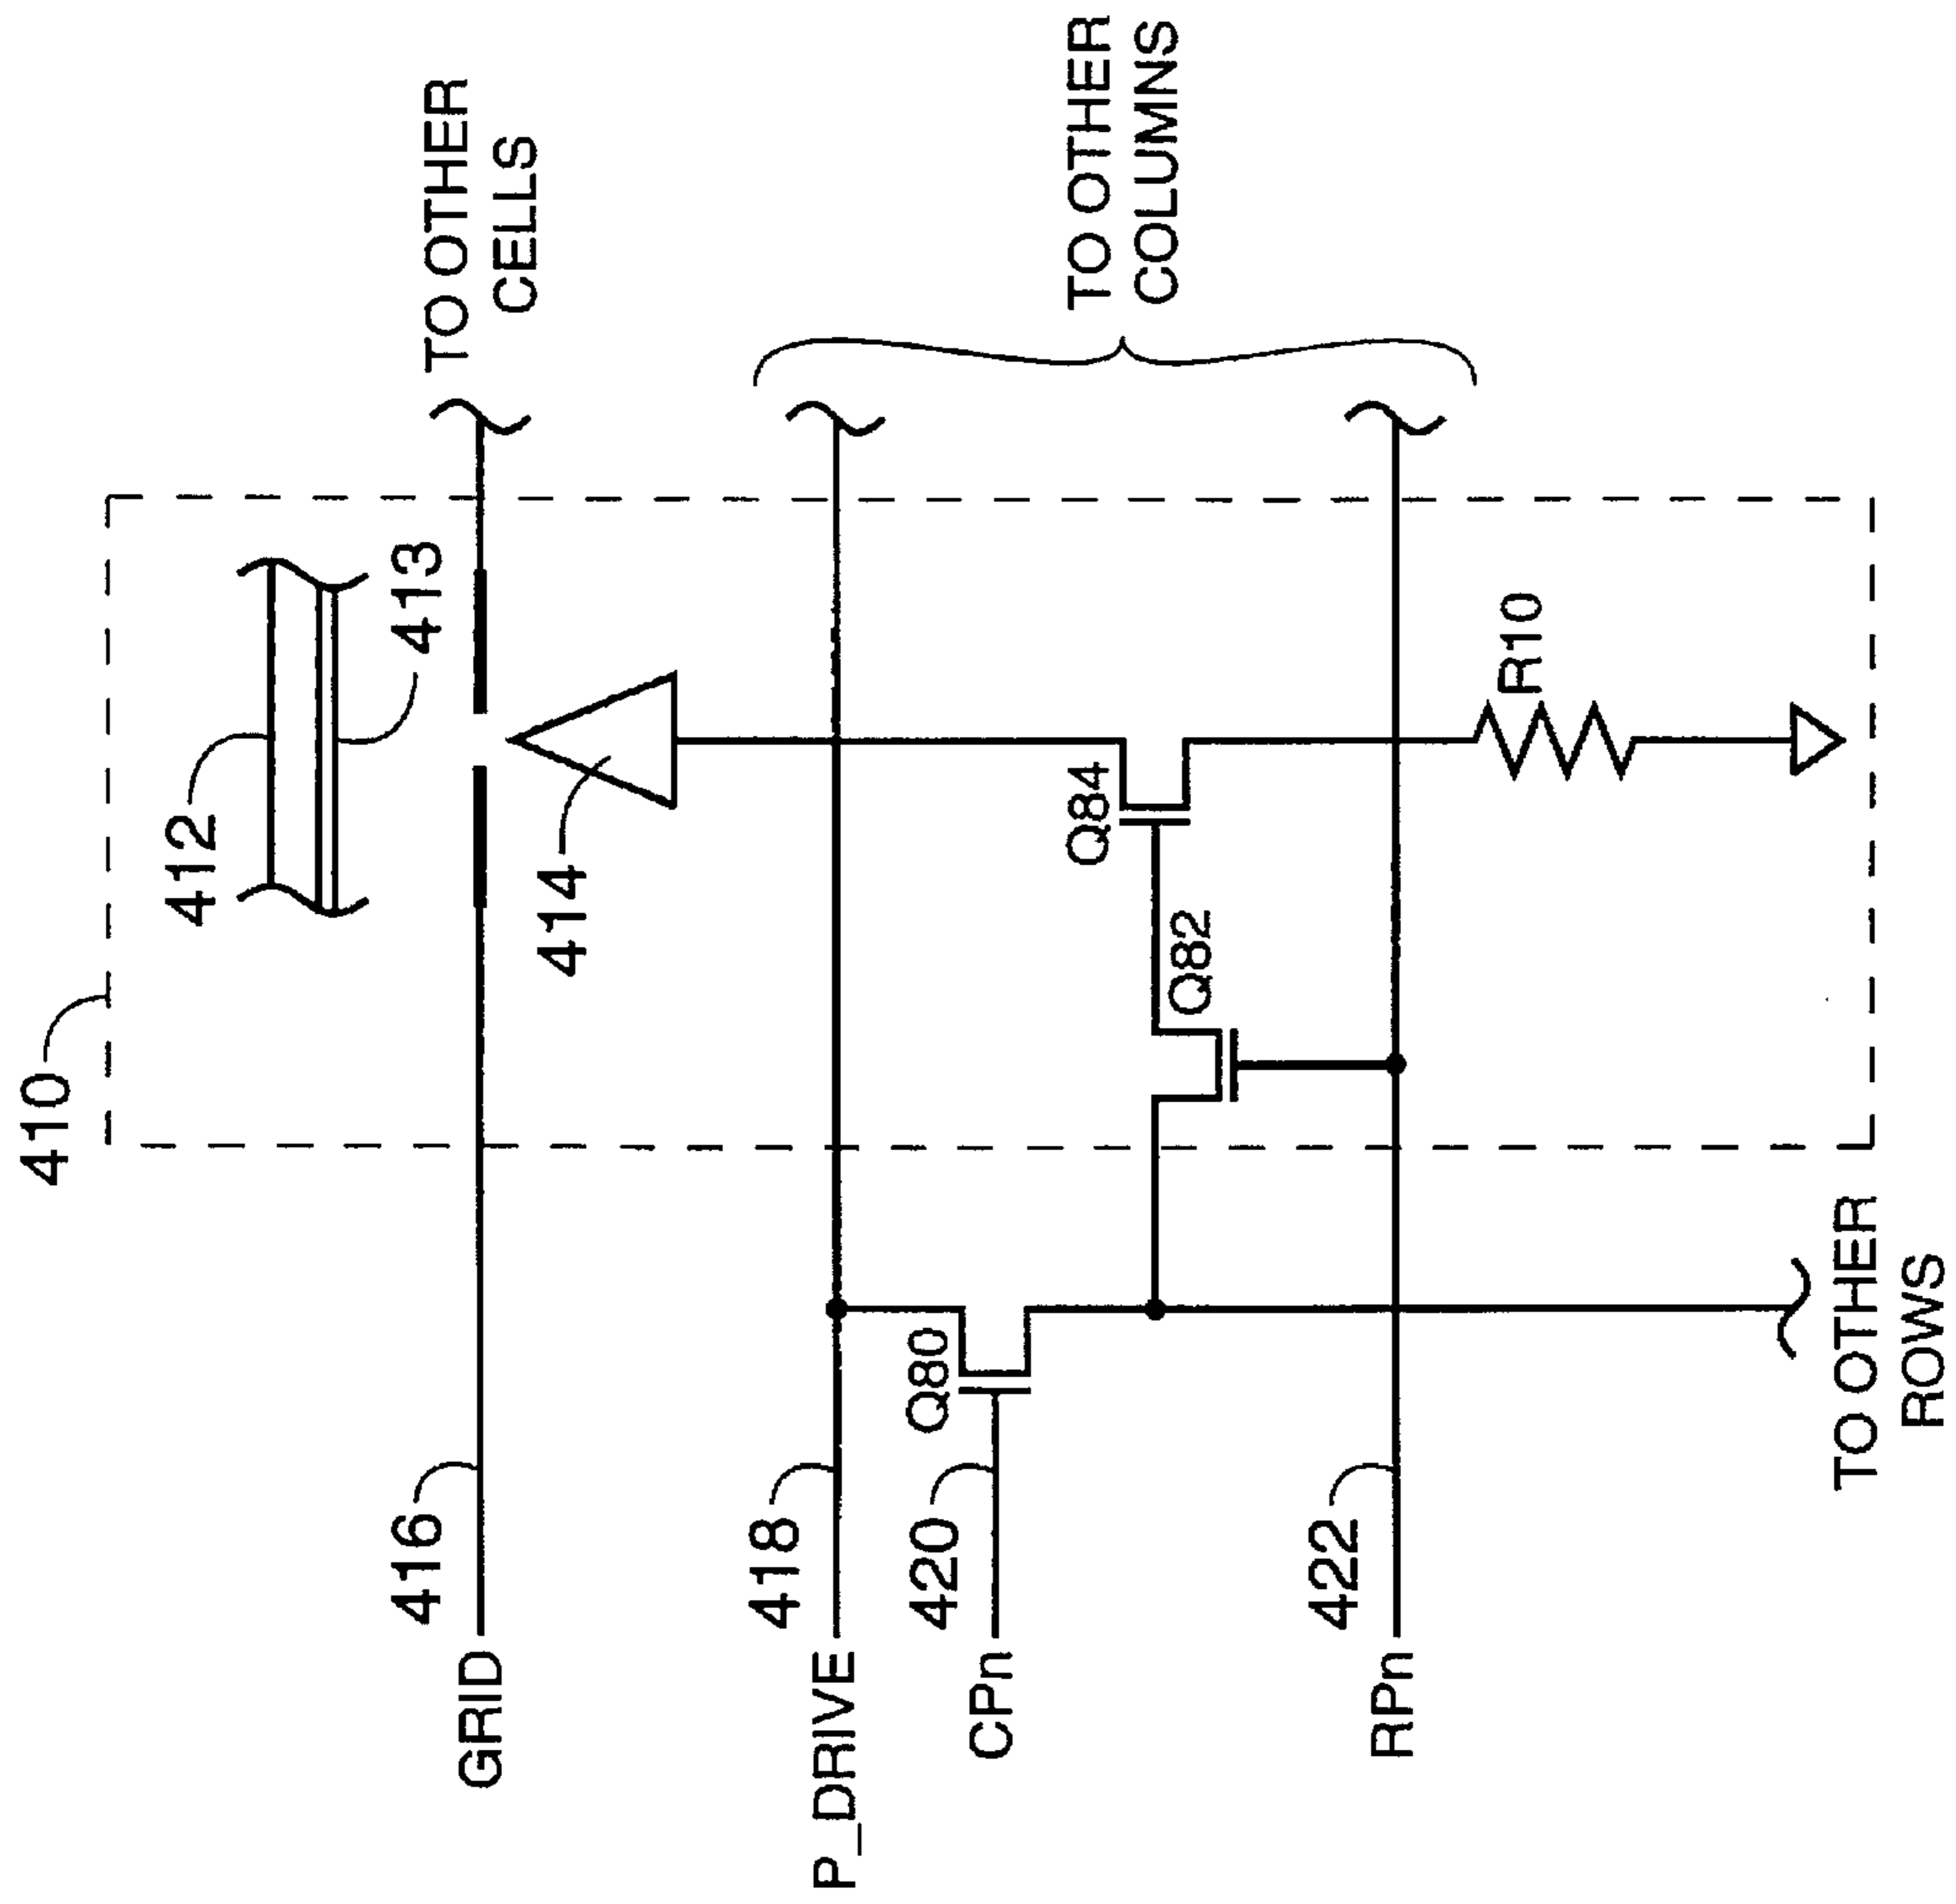 410
412
413
TO OTHER
CELLS
416
GRID
414
418
P_DRIVE
Q80
420
CPn
Q84
Q82
TO OTHER
COLUMNS
422
RPn
R10
TO OTHER
ROWS